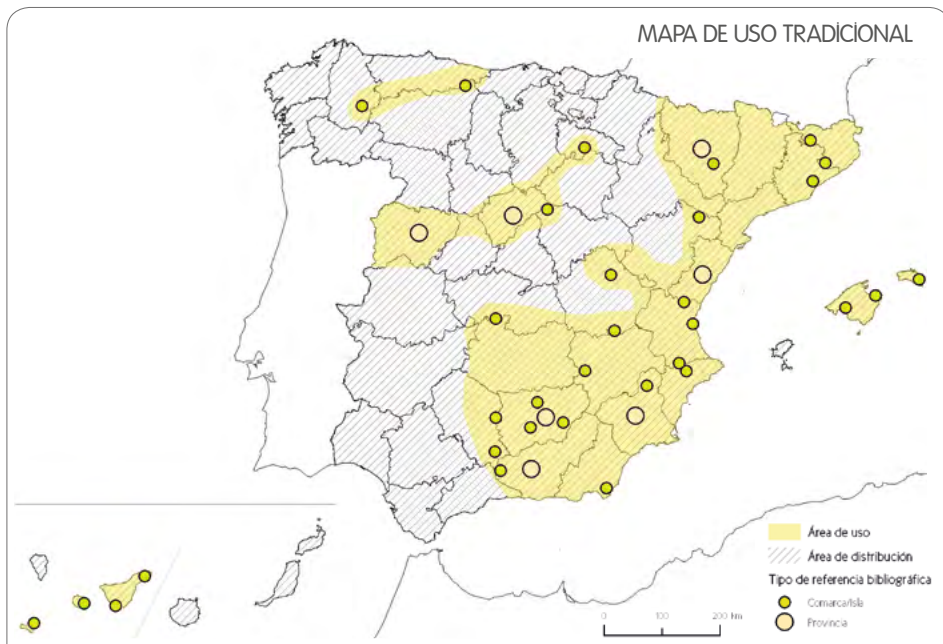 MAPA DE USO TRADICIONAL
Área de uso
Área de distribución
Tipo de referencia bibliográfica
Comarca/Isla
Provincia
0 100 200 km